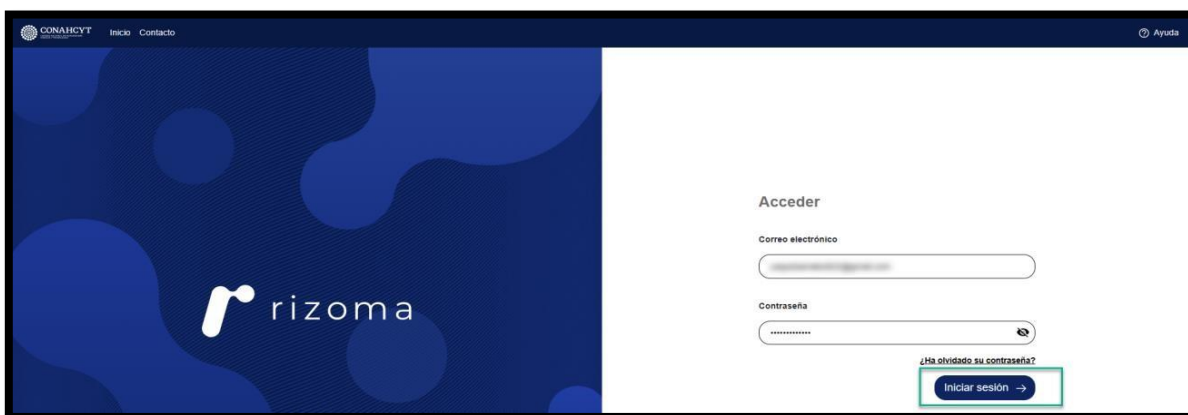 CONAHCYT Inicio Contacto Ayuda
rizoma
Acceder
Correo electrónico
Contraseña
¿Ha olvidado su contraseña?
Iniciar sesión →